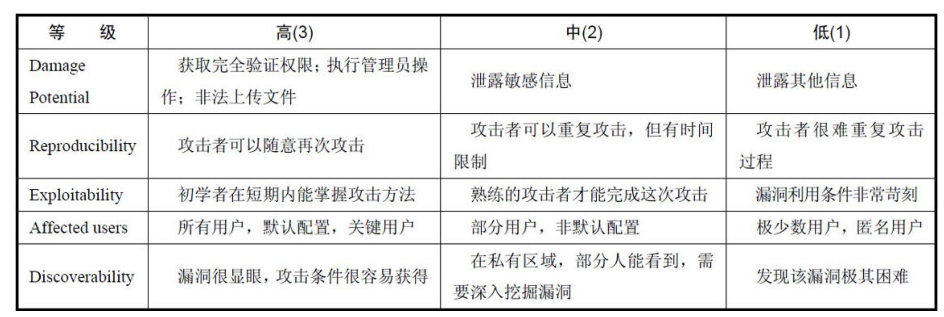 等 级 高(3) 中(2) 低(1)
Damage Potential 获取完全验证权限；执行管理员操作；非法上传文件 泄露敏感信息 泄露其他信息
Reproducibility 攻击者可以随意再次攻击 攻击者可以重复攻击，但有时间限制 攻击者很难重复攻击过程
Exploitability 初学者在短期内能掌握攻击方法 熟练的攻击者才能完成这次攻击 漏洞利用条件非常苛刻
Affected users 所有用户，默认配置，关键用户 部分用户，非默认配置 极少数用户，匿名用户
Discoverability 漏洞很显眼，攻击条件很容易获得 在私有区域，部分人能看到，需要深入挖掘漏洞 发现该漏洞极其困难